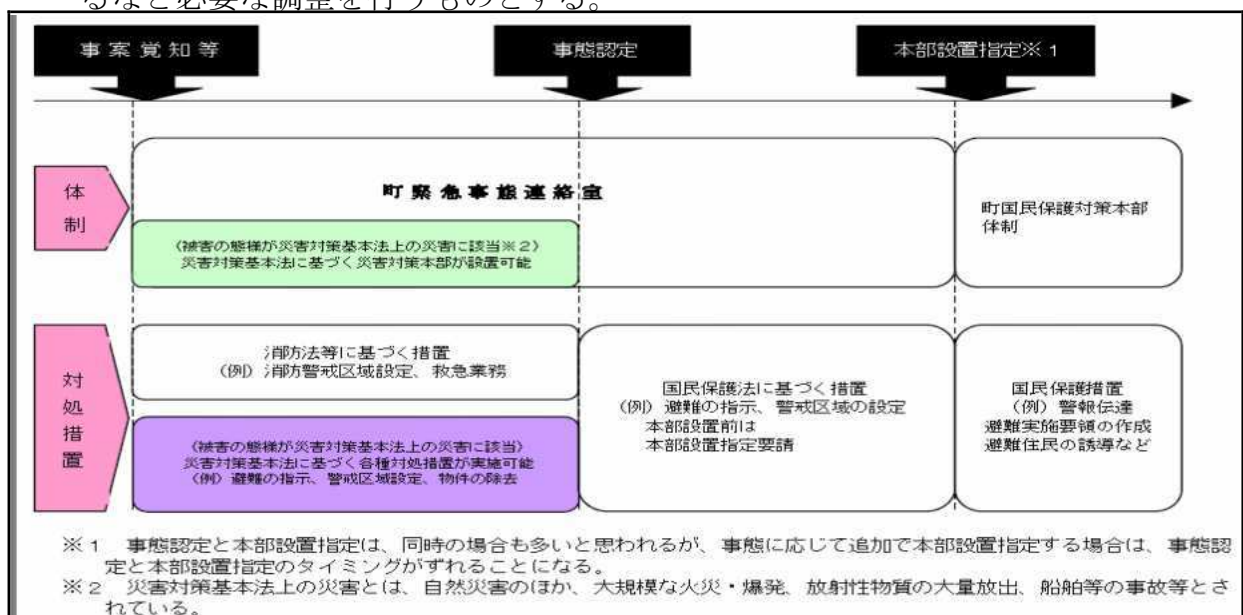 るなど必要な調整を行うものとする。
事案覚知等
事態認定
本部設置指定※1
体制
町緊急事態連絡室
（被害の態様が災害対策基本法上の災害に該当※2）
災害対策基本法に基づく災害対策本部が設置可能
町国民保護対策本部
体制
対処措置
消防法等に基づく措置
（例）消防警戒区域設定、救急業務
（被害の態様が災害対策基本法上の災害に該当）
災害対策基本法に基づく各種対処措置が実施可能
（例）避難の指示、警戒区域設定、物件の除去
国民保護法に基づく措置
（例）避難の指示、警戒区域の設定
本部設置前は
本部設置指定要請
国民保護措置
（例）警報伝達
避難実施要領の作成
避難住民の誘導など
※1　事態認定と本部設置指定は、同時の場合も多いと思われるが、事態に応じて追加で本部設置指定する場合は、事態認
定と本部設置指定のタイミングがずれることになる。
※2　災害対策基本法上の災害とは、自然災害のほか、大規模な火災・爆発、放射性物質の大量放出、船舶等の事故等とさ
れている。